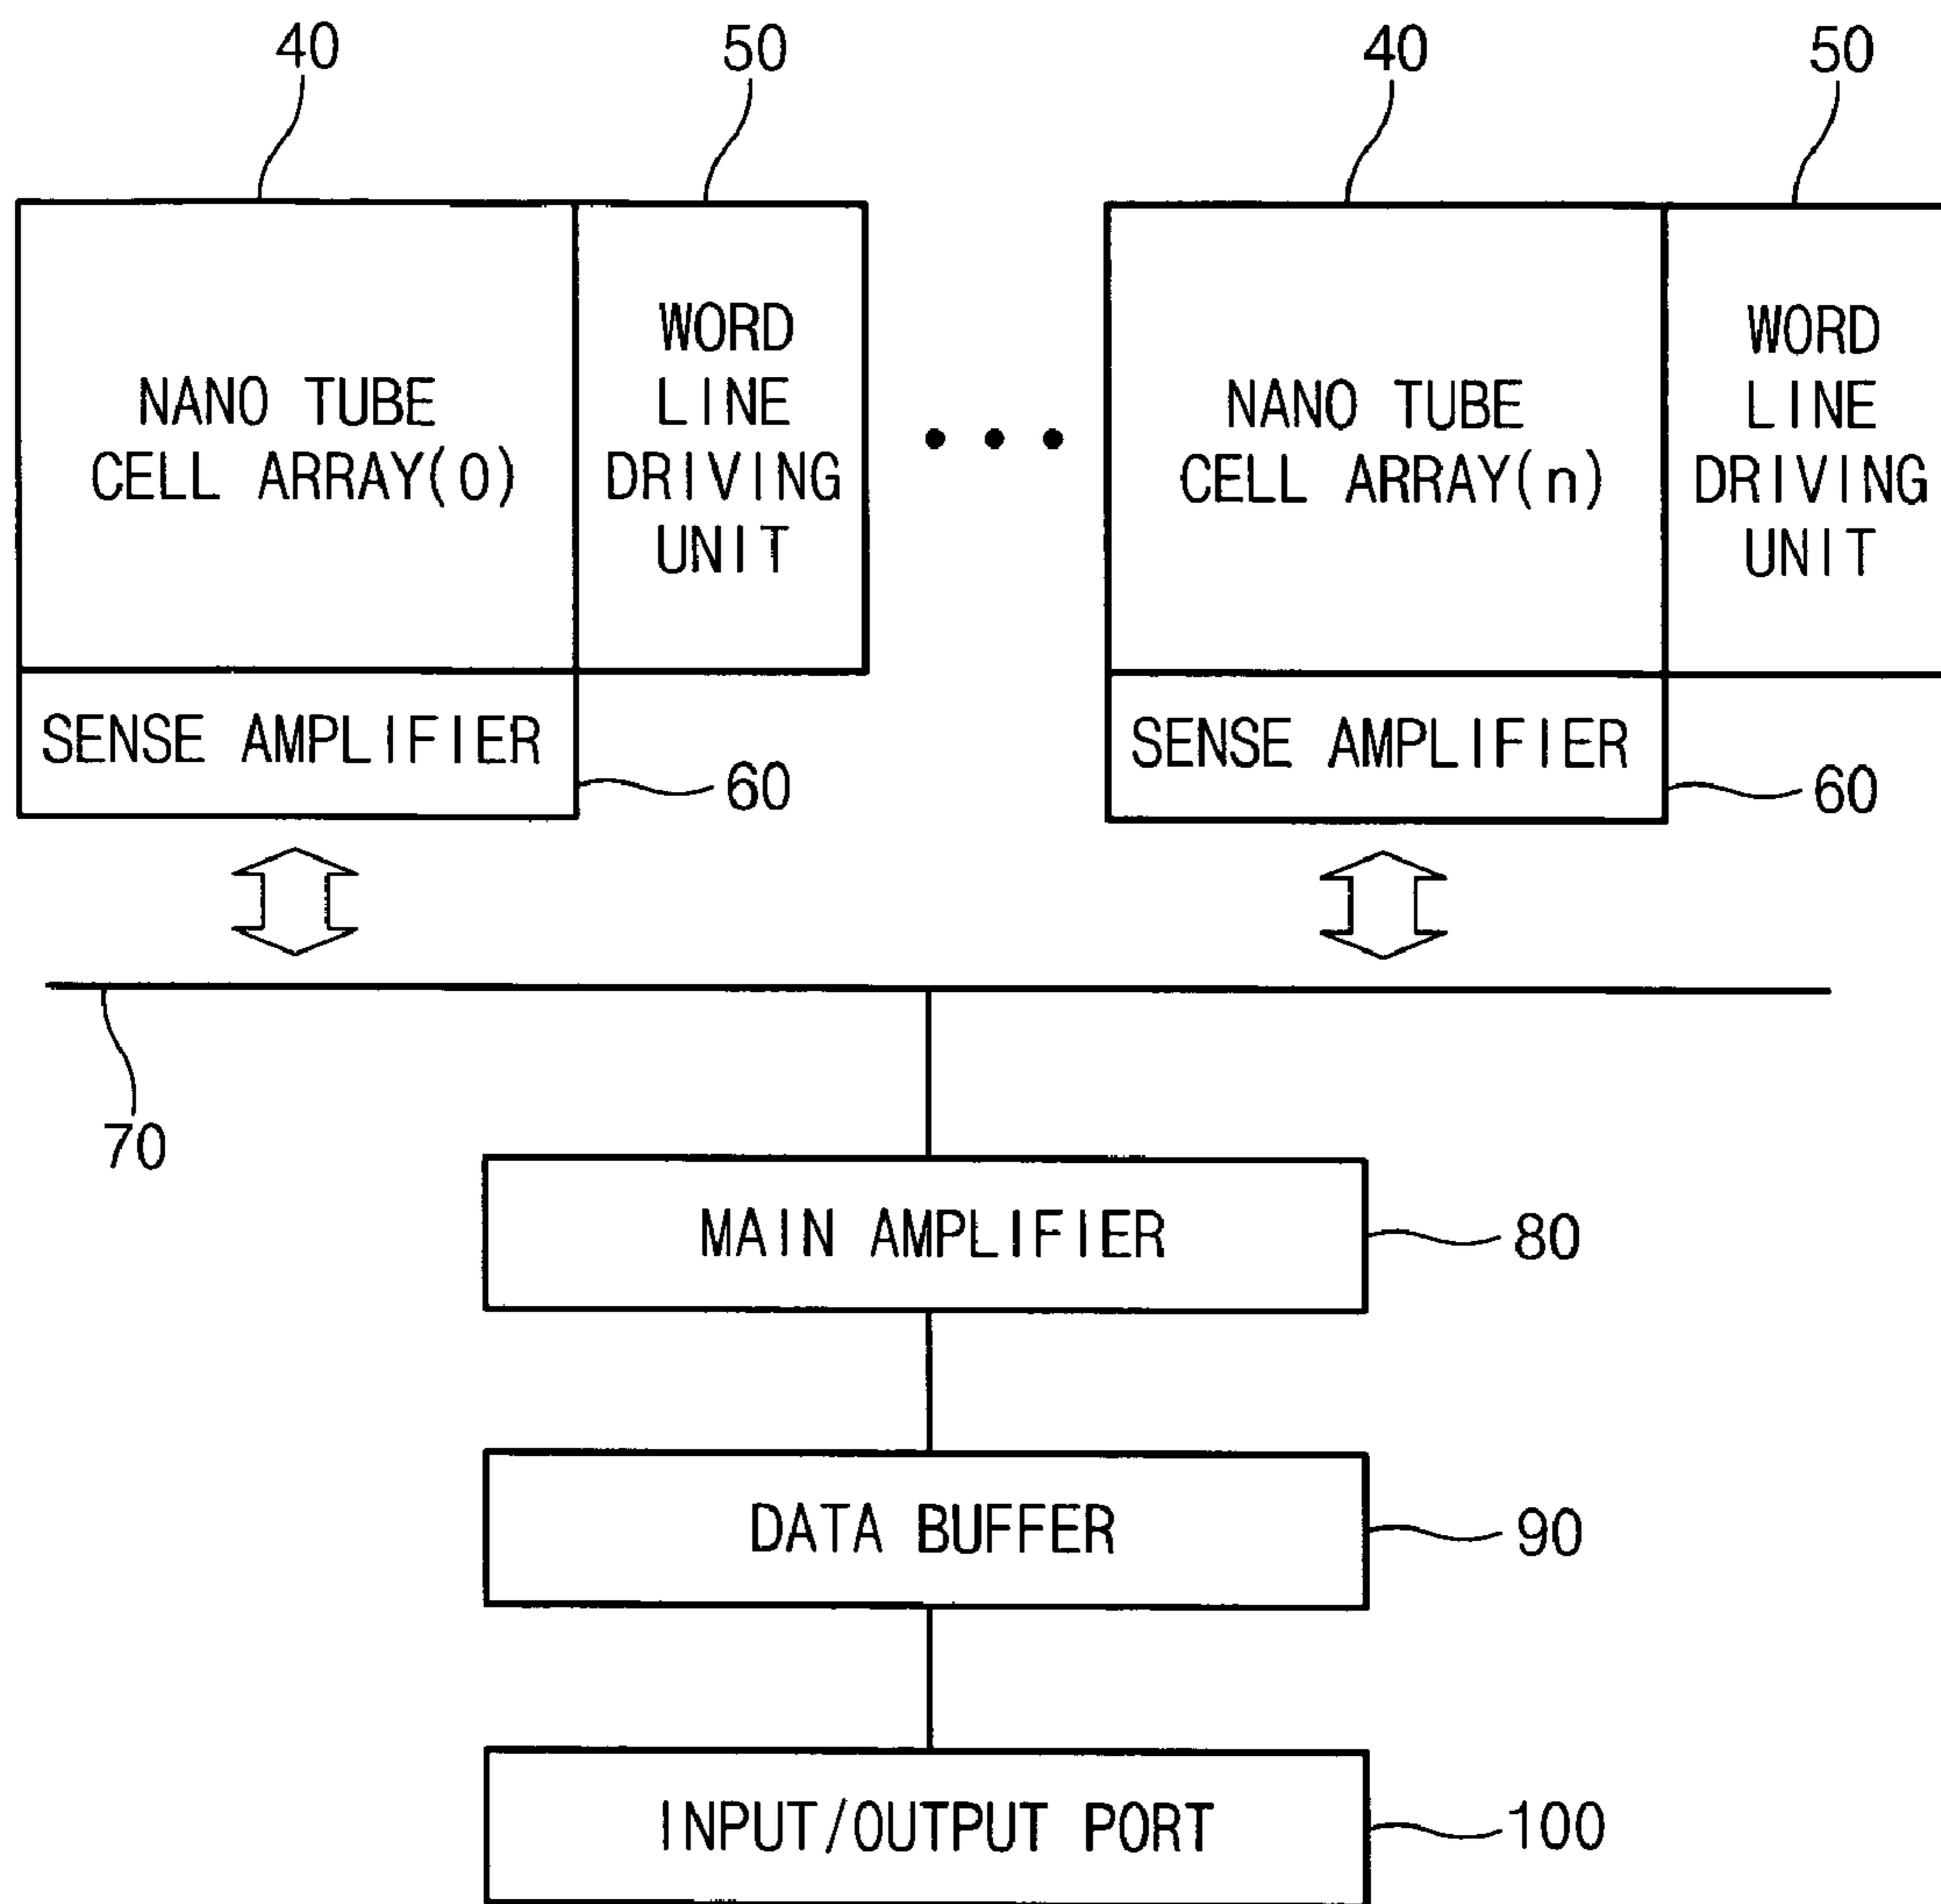 40 50 40 50
NANO TUBE
CELL ARRAY(0)
WORD
LINE
DRIVING
UNIT
NANO TUBE
CELL ARRAY(n)
WORD
LINE
DRIVING
UNIT
SENSE AMPLIFIER
60
SENSE AMPLIFIER
60
70
MAIN AMPLIFIER
80
DATA BUFFER
90
INPUT/OUTPUT PORT
100